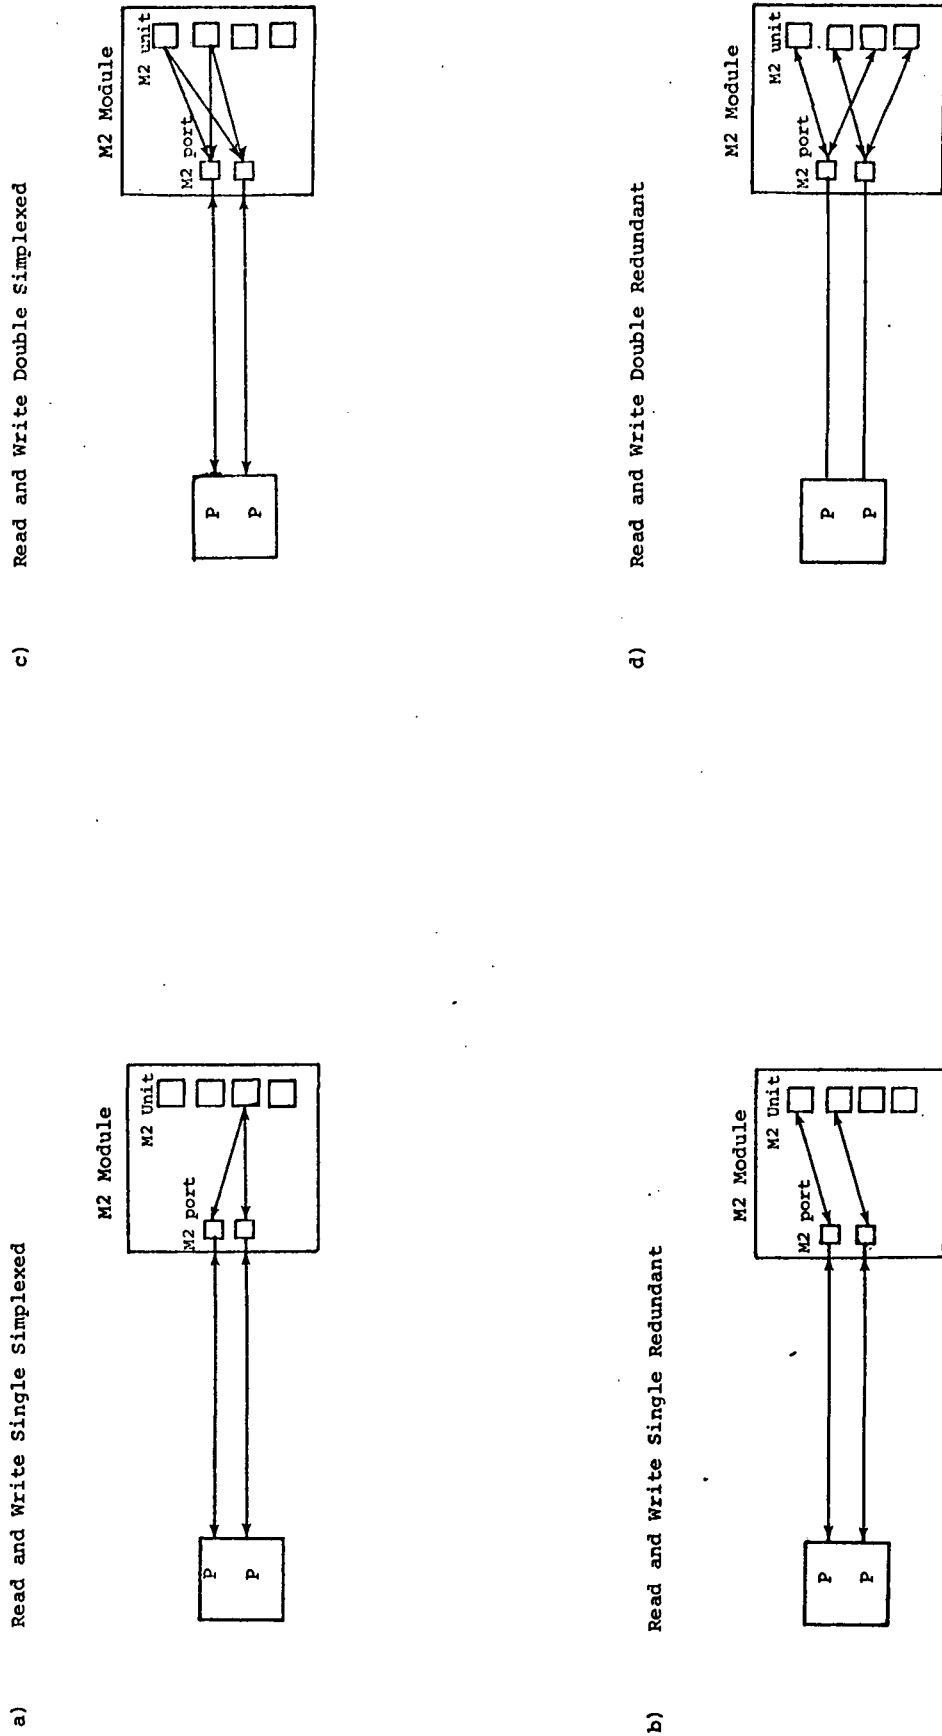 a) Read and Write Single Simplexed
M2 Module
M2 port
M2 Unit
P
P
b) Read and Write Single Redundant
M2 Module
M2 port
M2 Unit
P
P
c) Read and Write Double Simplexed
M2 Module
M2 port
M2 unit
P
P
d) Read and Write Double Redundant
M2 Module
M2 port
M2 unit
P
P